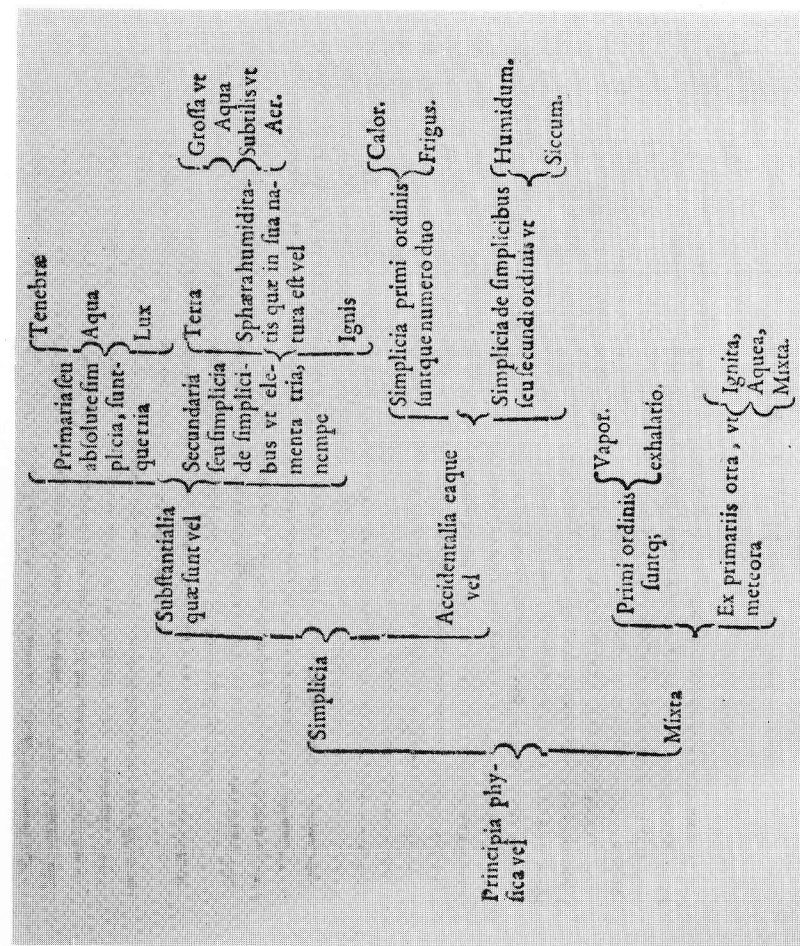 Principia phy-
ſica vel
Simplicia
Subſtantialia
quæ ſunt vel
Primaria ſeu
abſolute ſim
plicia, ſunt-
que tria
Tenebræ
Aqua
Lux
Secundaria
ſeu ſimplicia
de ſimplici-
bus vt ele-
menta tria,
nempe
Terra
Sphæra humidita-
tis quæ in ſua na-
tura eſt vel
Groſſa vt
Aqua
Subtilis vt
Aer.
Ignis
Accidentalia eaque
vel
Simplicia primi ordinis
ſuntque numero duo
Calor.
Frigus.
Simplicia de ſimplicibus
ſeu ſecundi ordinis vt
Humidum.
Siccum.
Mixta
Primi ordinis
ſuntq;
Vapor.
exhalatio.
Ex primariis orta, vt
meteora
Ignita,
Aquea,
Mixta.